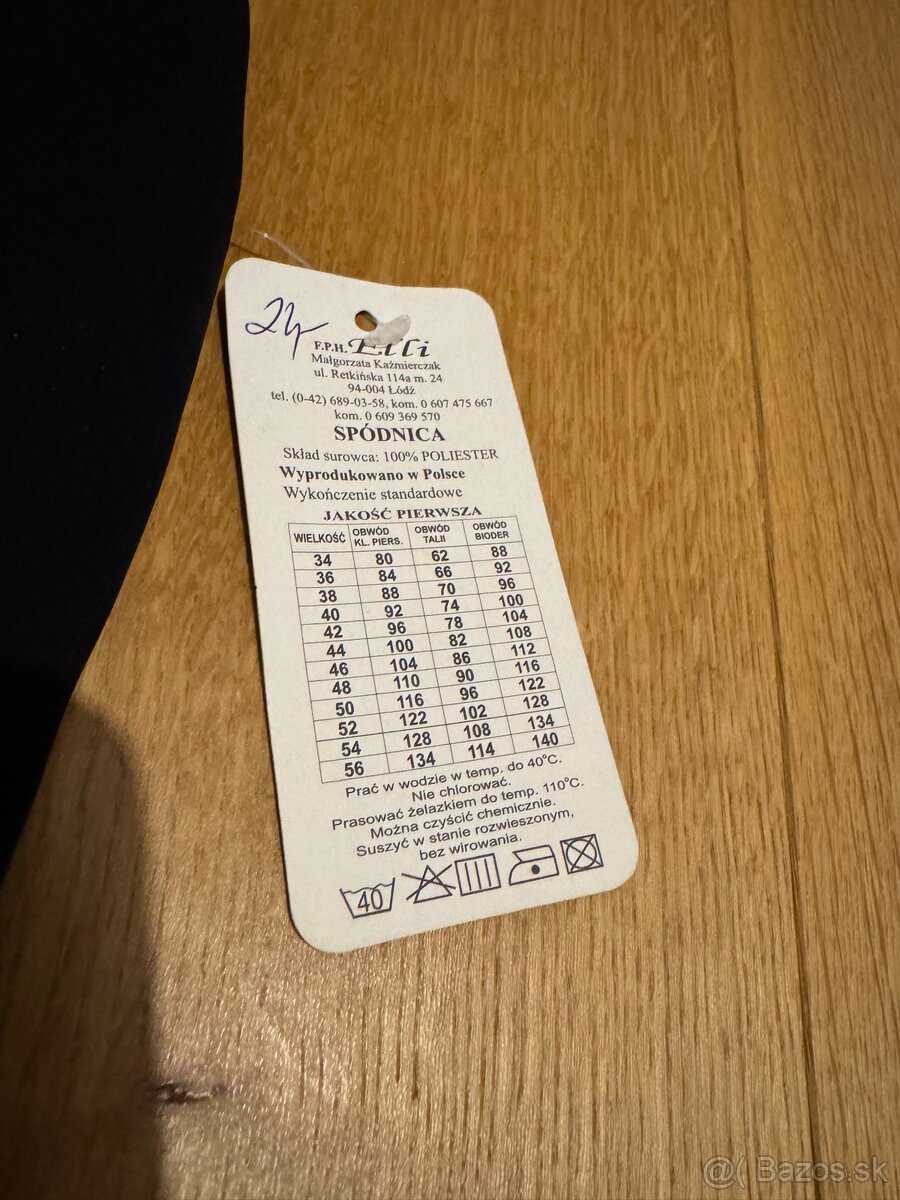 24
F.P.H. Elli
Małgorzata Kaźmierczak
ul. Retkińska 114a m. 24
94-004 Łódź
tel. (0-42) 689-03-58, kom. 0 607 475 667
kom. 0 609 369 570
SPÓDNICA
Skład surowca: 100% POLIESTER
Wyprodukowano w Polsce
Wykończenie standardowe
JAKOŚĆ PIERWSZA
WIELKOŚĆ OBWÓD KL. PIERS. OBWÓD TALII OBWÓD BIODER
34 80 62 88
36 84 66 92
38 88 70 96
40 92 74 100
42 96 78 104
44 100 82 108
46 104 86 112
48 110 90 116
50 116 96 122
52 122 102 128
54 128 108 134
56 134 114 140
Prać w wodzie w temp. do 40°C.
Nie chlorować.
Prasować żelazkiem do temp. 110°C.
Można czyścić chemicznie.
Suszyć w stanie rozwieszonym,
bez wirowania.
40
@( Bazos.sk